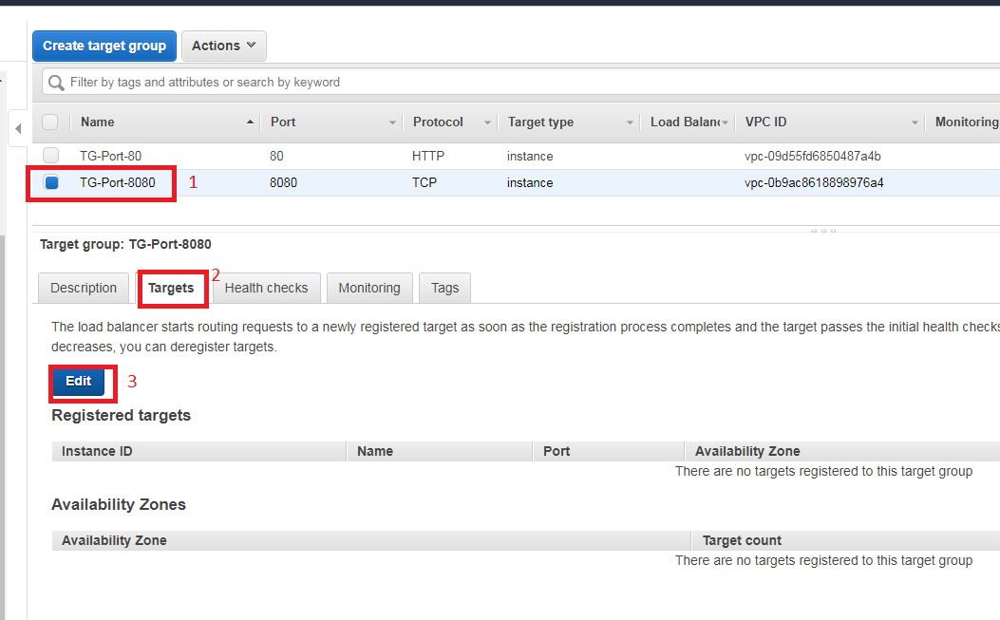 Create target group Actions
Filter by tags and attributes or search by keyword
Name Port Protocol Target type Load Balanc VPC ID Monitoring
TG-Port-80 80 HTTP instance vpc-09d55fd6850487a4b
TG-Port-8080 1 8080 TCP instance vpc-0b9ac8618898976a4
Target group: TG-Port-8080
Description Targets 2 Health checks Monitoring Tags
The load balancer starts routing requests to a newly registered target as soon as the registration process completes and the target passes the initial health checks
decreases, you can deregister targets.
Edit 3
Registered targets
Instance ID Name Port Availability Zone
There are no targets registered to this target group
Availability Zones
Availability Zone Target count
There are no targets registered to this target group